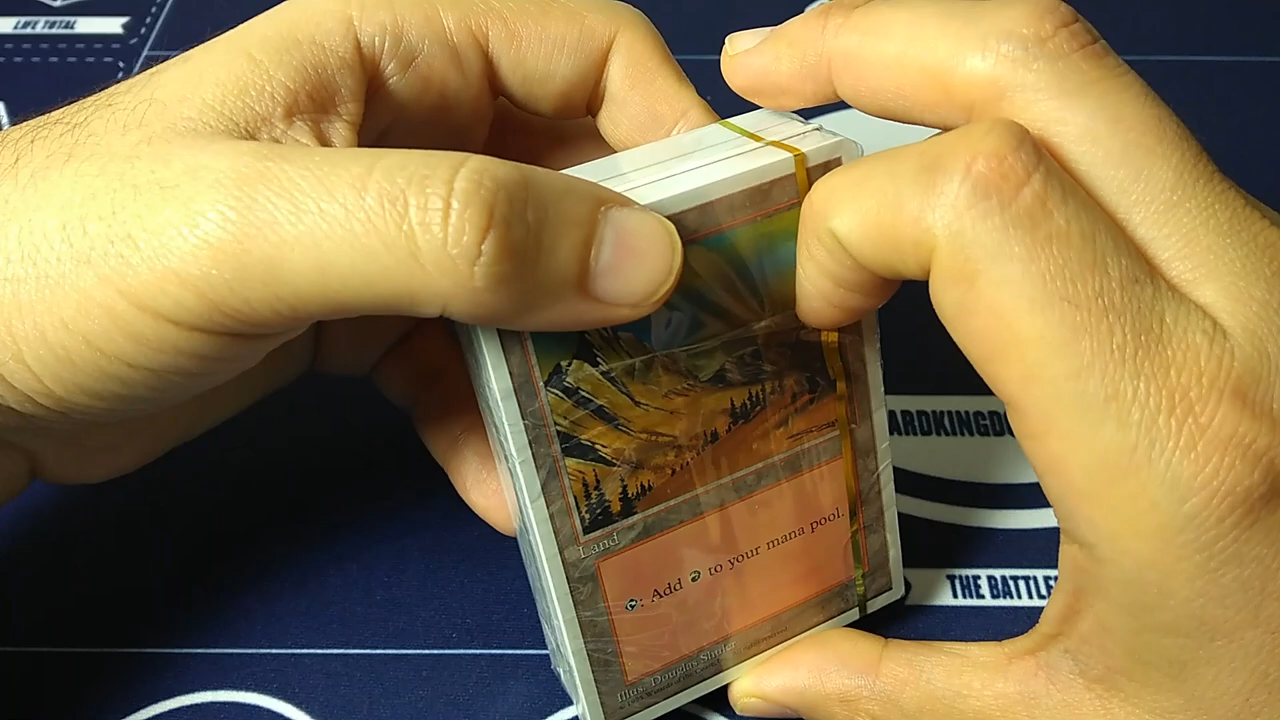 LIFE TOTAL
ARDKINGDO
THE BATTLE
Land
: Add to your mana pool.
Illus. Douglas Shuler